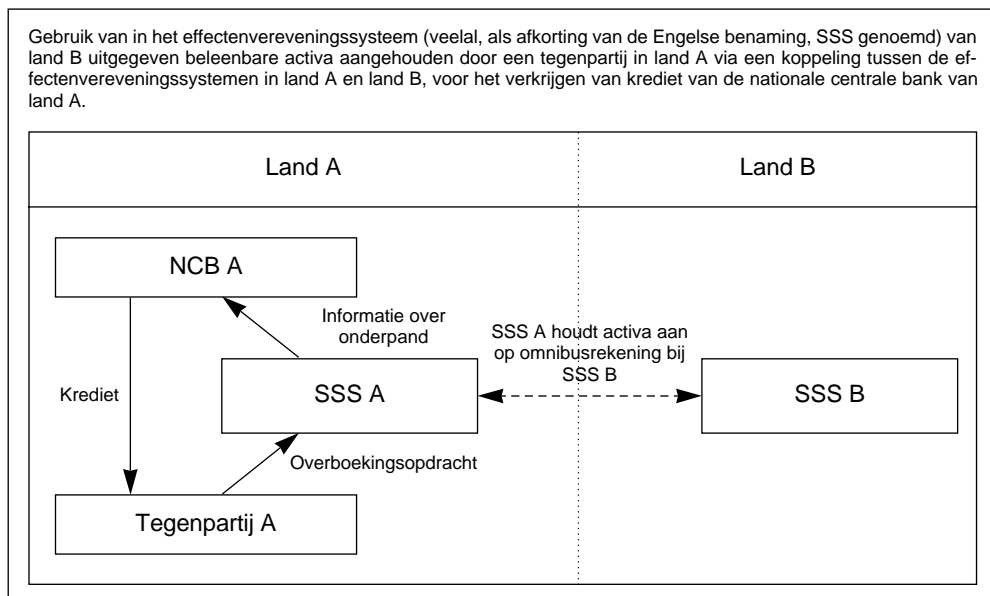 Gebruik van in het effectenvereveningssysteem (veelal, als afkorting van de Engelse benaming, SSS genoemd) van
land B uitgegeven beleenbare activa aangehouden door een tegenpartij in land A via een koppeling tussen de ef-
fectenvereveningssystemen in land A en land B, voor het verkrijgen van krediet van de nationale centrale bank van
land A.
Land A
Land B
NCB A
Informatie over
onderpand
SSS A houdt activa aan
op omnibusrekening bij
SSS B
Krediet
SSS A
SSS B
Overboekingsopdracht
Tegenpartij A